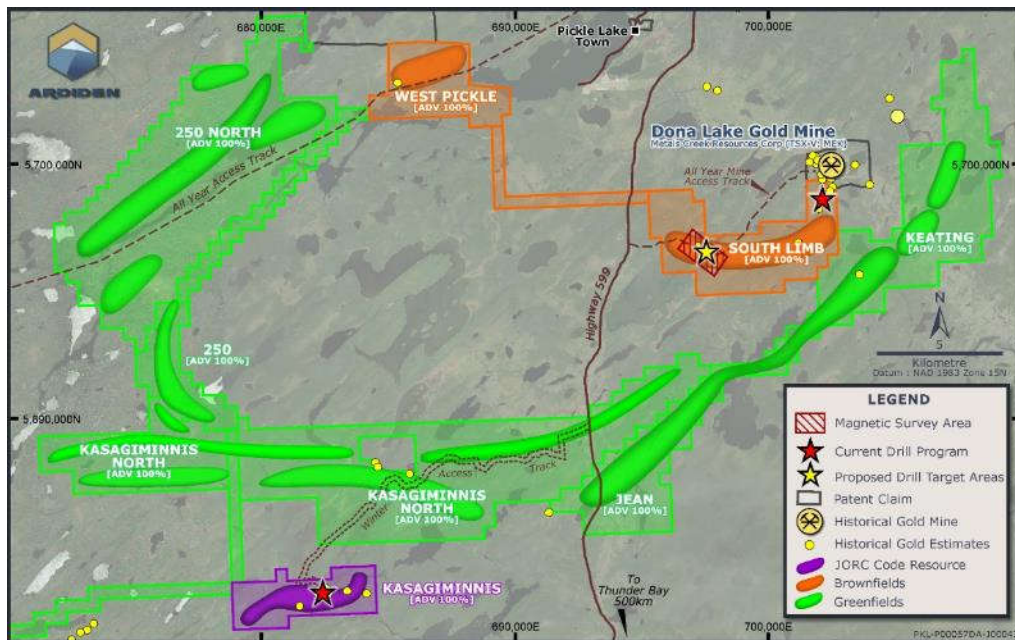 680,000E
690,000E
700,000E
Pickle Lake
Town
ARDIDEN
WEST PICKLE
[ADV 100%]
250 NORTH
[ADV 100%]
Dona Lake Gold Mine
Metals Creek Resources Corp [TSX-V: MEK]
5,700,000N
5,700,000N
All Year Access Track
All Year Mine
Access Track
SOUTH LIMB
[ADV 100%]
KEATING
[ADV 100%]
Highway 599
N
5
Kilometre
Datum : NAD 1983 Zone 15N
250
[ADV 100%]
5,690,000N
KASAGIMINNIS
NORTH
[ADV 100%]
Winter Access Track
KASAGIMINNIS
NORTH
[ADV 100%]
JEAN
[ADV 100%]
KASAGIMINNIS
[ADV 100%]
To
Thunder Bay
500km
690,000E
700,000E
LEGEND
Magnetic Survey Area
Current Drill Program
Proposed Drill Target Areas
Patent Claim
Historical Gold Mine
Historical Gold Estimates
JORC Code Resource
Brownfields
Greenfields